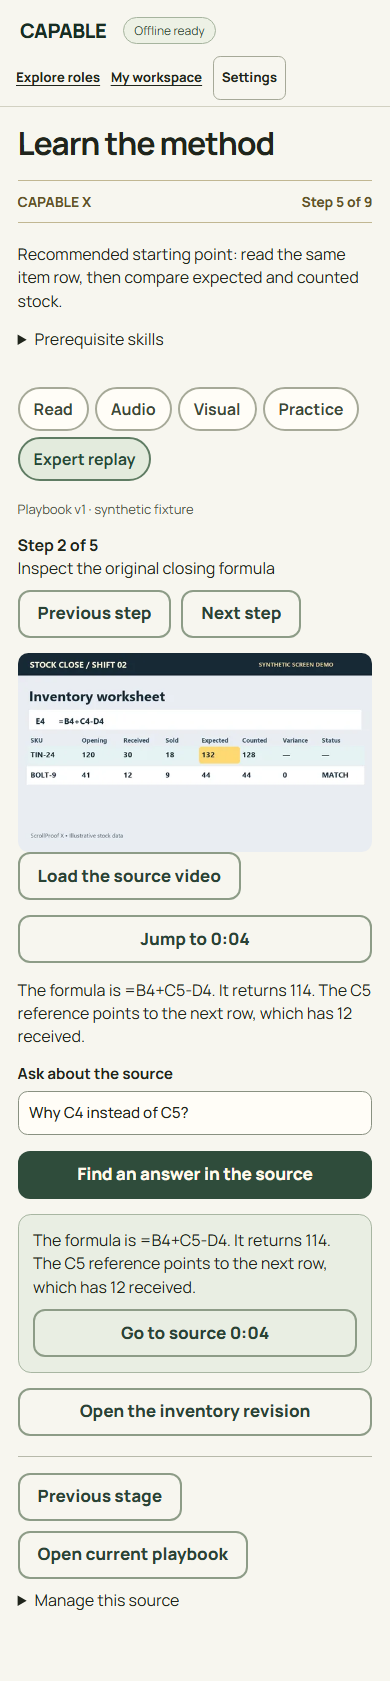 CAPABLE
Offline ready
Explore roles My workspace Settings
Learn the method
CAPABLE X Step 5 of 9
Recommended starting point: read the same
item row, then compare expected and counted
stock.
Prerequisite skills
Read Audio Visual Practice
Expert replay
Playbook v1 · synthetic fixture
Step 2 of 5
Inspect the original closing formula
Previous step Next step
STOCK CLOSE / SHIFT 02 SYNTHETIC SCREEN DEMO
Inventory worksheet
E4 =B4+C4-D4
SKU Opening Received Sold Expected Counted Variance Status
TIN-24 120 30 18 132 128 — —
BOLT-9 41 12 9 44 44 0 MATCH
ScrollProof X • Illustrative stock data
Load the source video
Jump to 0:04
The formula is =B4+C5-D4. It returns 114. The C5
reference points to the next row, which has 12
received.
Ask about the source
Why C4 instead of C5?
Find an answer in the source
The formula is =B4+C5-D4. It returns 114.
The C5 reference points to the next row,
which has 12 received.
Go to source 0:04
Open the inventory revision
Previous stage
Open current playbook
Manage this source